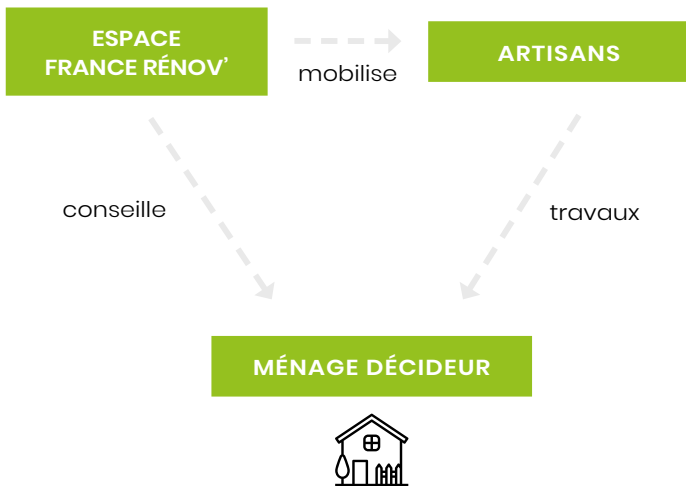 ESPACE
FRANCE RÉNOV’
mobilise
ARTISANS
conseille
travaux
MÉNAGE DÉCIDEUR